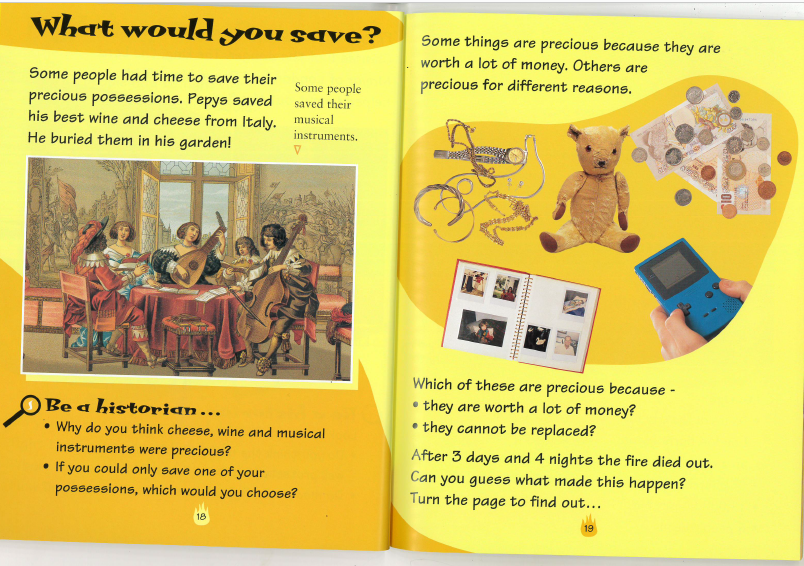 What would you save?
Some people had time to save their
precious possessions. Pepys saved
his best wine and cheese from Italy.
He buried them in his garden!
Some people
saved their
musical
instruments.
Be a historian...
• Why do you think cheese, wine and musical
instruments were precious?
• If you could only save one of your
possessions, which would you choose?
18
Some things are precious because they are
worth a lot of money. Others are
precious for different reasons.
10
Which of these are precious because -
• they are worth a lot of money?
• they cannot be replaced?
After 3 days and 4 nights the fire died out.
Can you guess what made this happen?
Turn the page to find out...
19